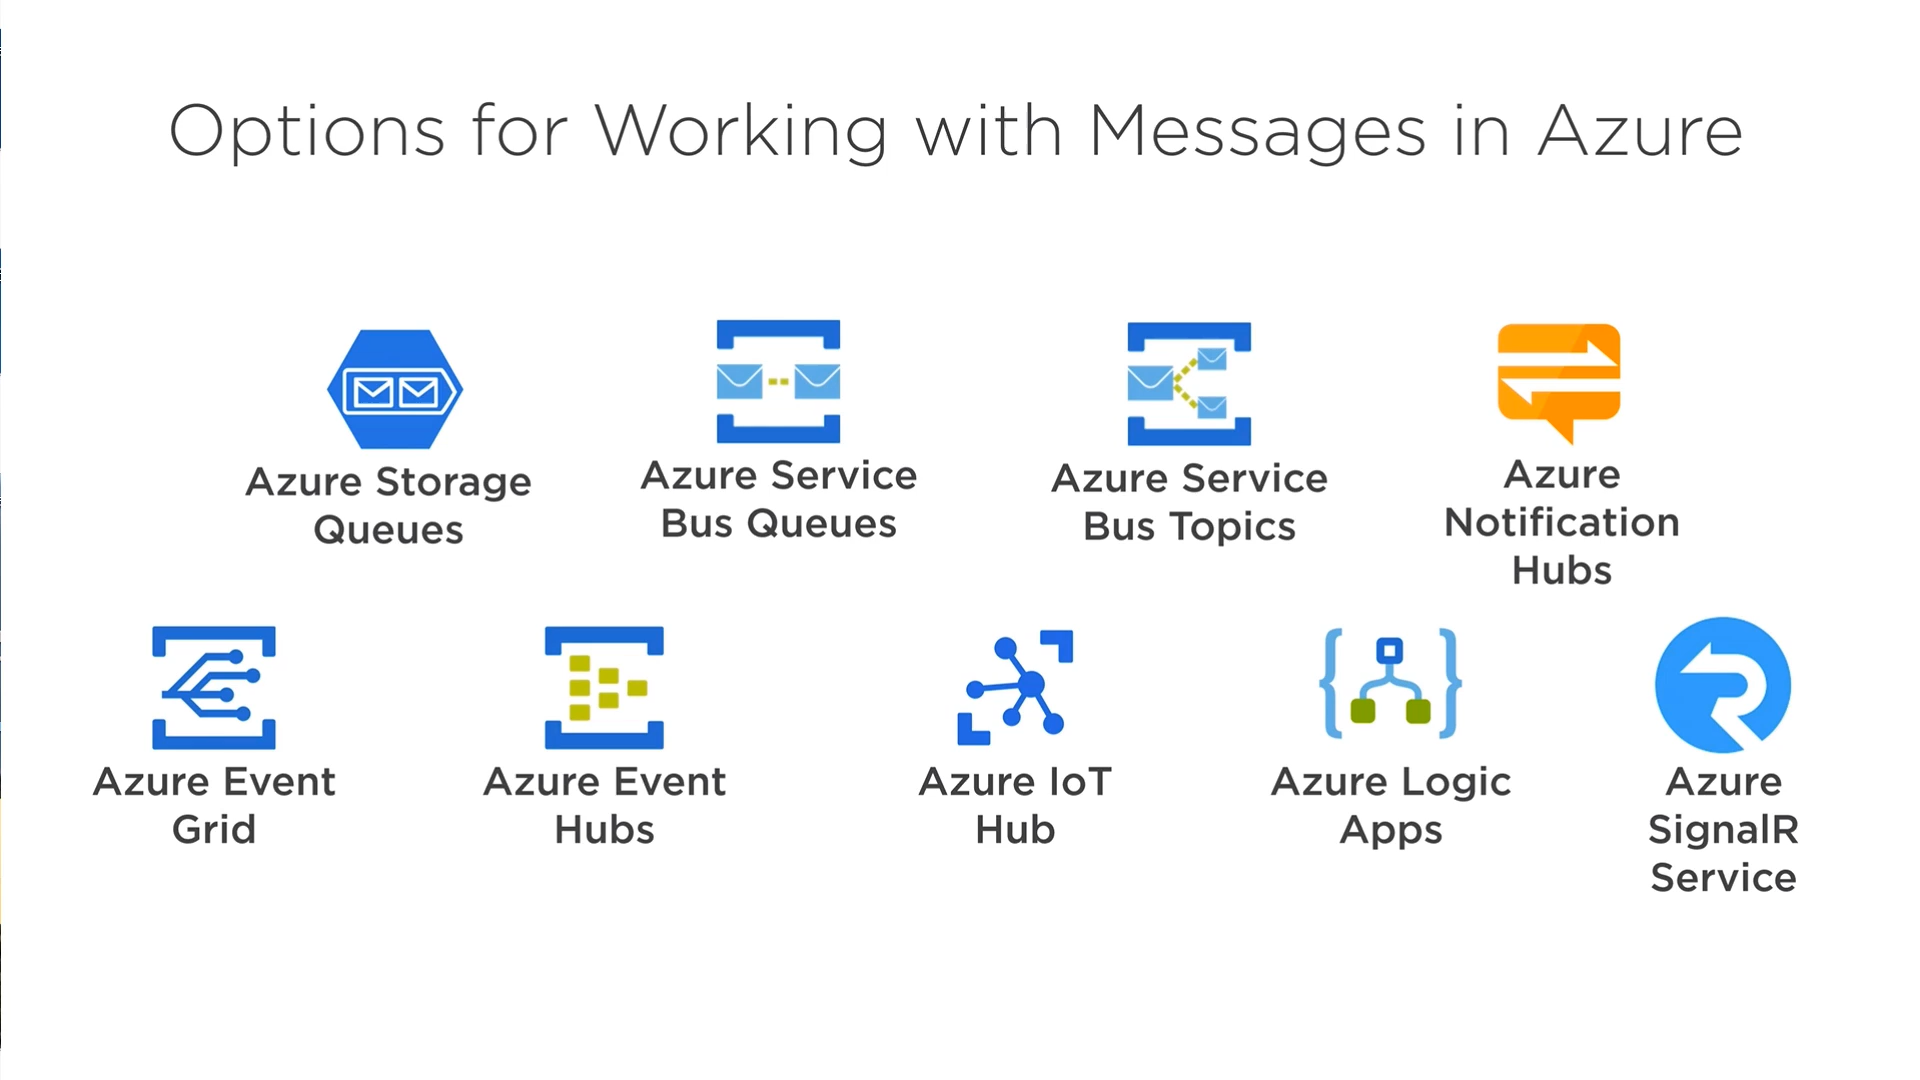 Options for Working with Messages in Azure
Azure Storage
Queues
Azure Service
Bus Queues
Azure Service
Bus Topics
Azure
Notification
Hubs
Azure Event
Grid
Azure Event
Hubs
Azure IoT
Hub
Azure Logic
Apps
Azure
SignalR
Service